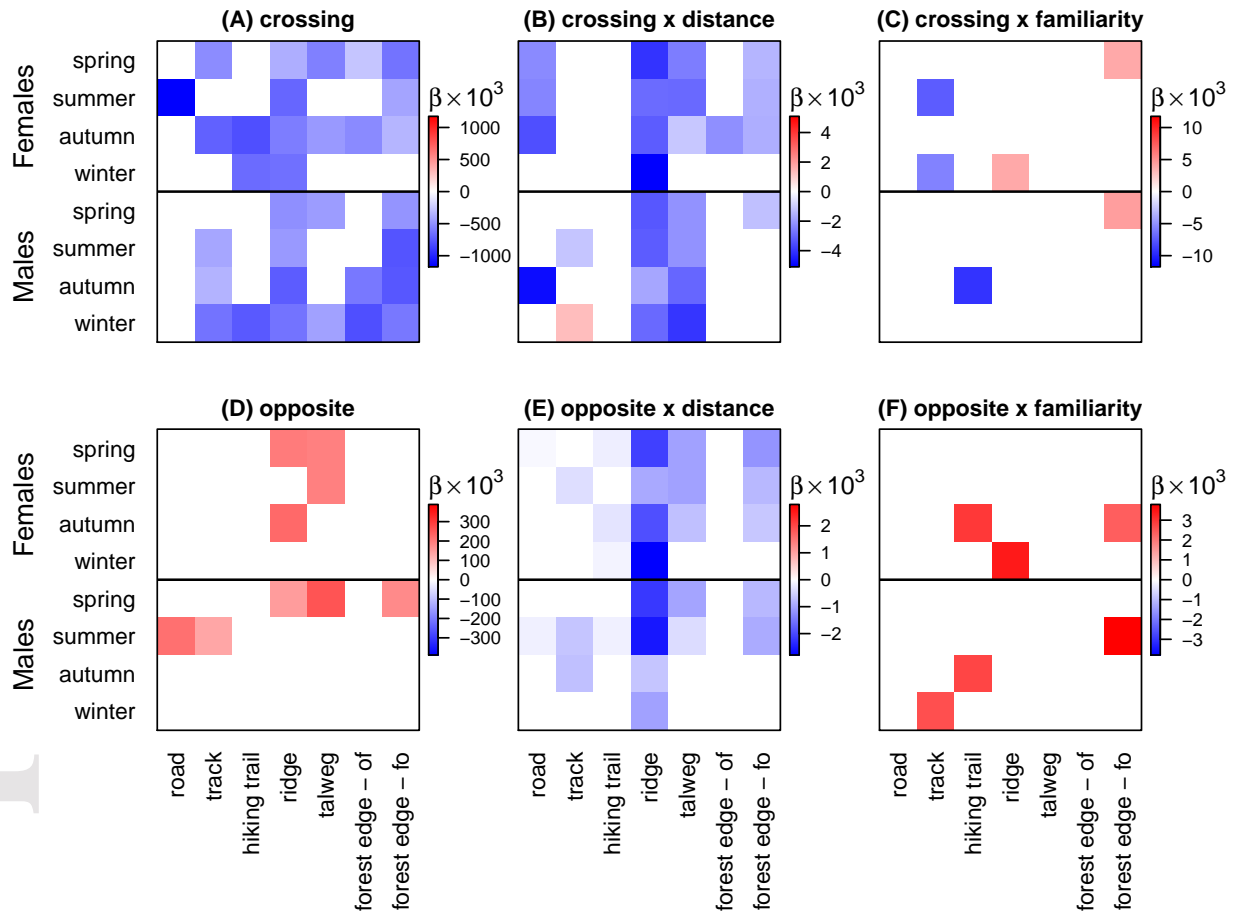 (A) crossing
(B) crossing x distance
(C) crossing x familiarity
Females
Males
spring
summer
autumn
winter
spring
summer
autumn
winter
β × 10³
1000
500
0
−500
−1000
β × 10³
4
2
0
−2
−4
β × 10³
10
5
0
−5
−10
(D) opposite
(E) opposite x distance
(F) opposite x familiarity
Females
Males
spring
summer
autumn
winter
spring
summer
autumn
winter
β × 10³
300
200
100
0
−100
−200
−300
β × 10³
2
1
0
−1
−2
β × 10³
3
2
1
0
−1
−2
−3
road
track
hiking trail
ridge
talweg
forest edge − of
forest edge − fo
road
track
hiking trail
ridge
talweg
forest edge − of
forest edge − fo
road
track
hiking trail
ridge
talweg
forest edge − of
forest edge − fo